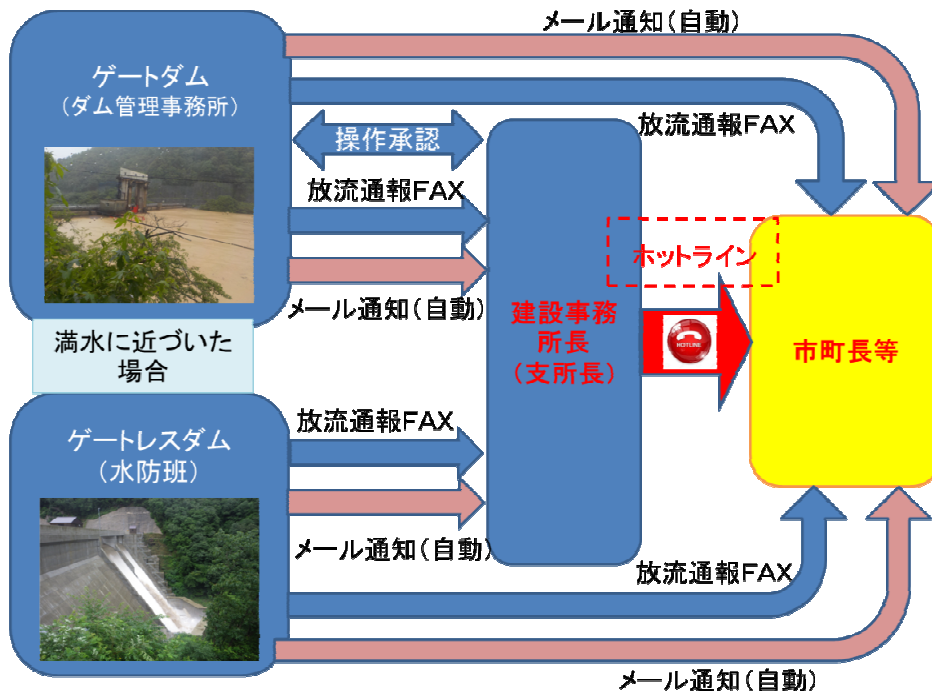 メール通知(自動)
ゲートダム
(ダム管理事務所)
放流通報FAX
操作承認
放流通報FAX
ホットライン
メール通知(自動)
建設事務
所長
(支所長)
HOTLINE
市町長等
満水に近づいた
場合
放流通報FAX
ゲートレスダム
(水防班)
メール通知(自動)
放流通報FAX
メール通知(自動)